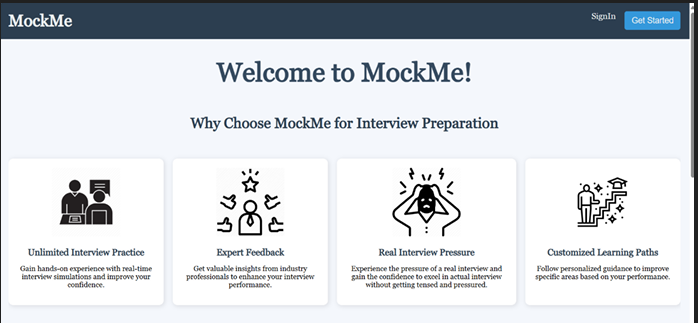 MockMe
SignIn
Get Started
Welcome to MockMe!
Why Choose MockMe for Interview Preparation
Unlimited Interview Practice
Gain hands-on experience with real-time
interview simulations and improve your
confidence.
Expert Feedback
Get valuable insights from industry
professionals to enhance your interview
performance.
Real Interview Pressure
Experience the pressure of a real interview and
gain the confidence to excel in actual interview
without getting tensed and pressured.
Customized Learning Paths
Follow personalized guidance to improve
specific areas based on your performance.